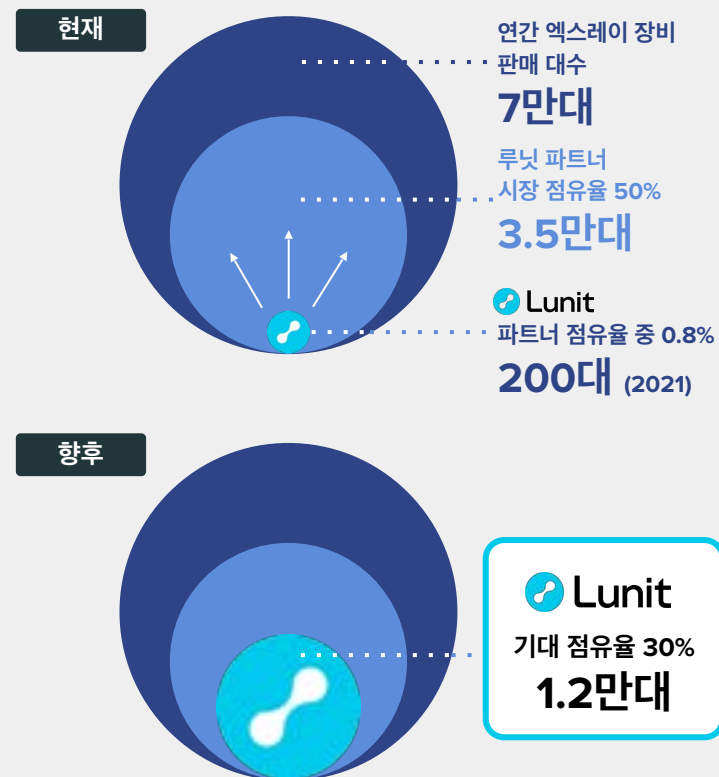 현재
연간 엑스레이 장비
판매 대수
7만대
루닛 파트너
시장 점유율 50%
3.5만대
Lunit
파트너 점유율 중 0.8%
200대 (2021)
향후
Lunit
기대 점유율 30%
1.2만대